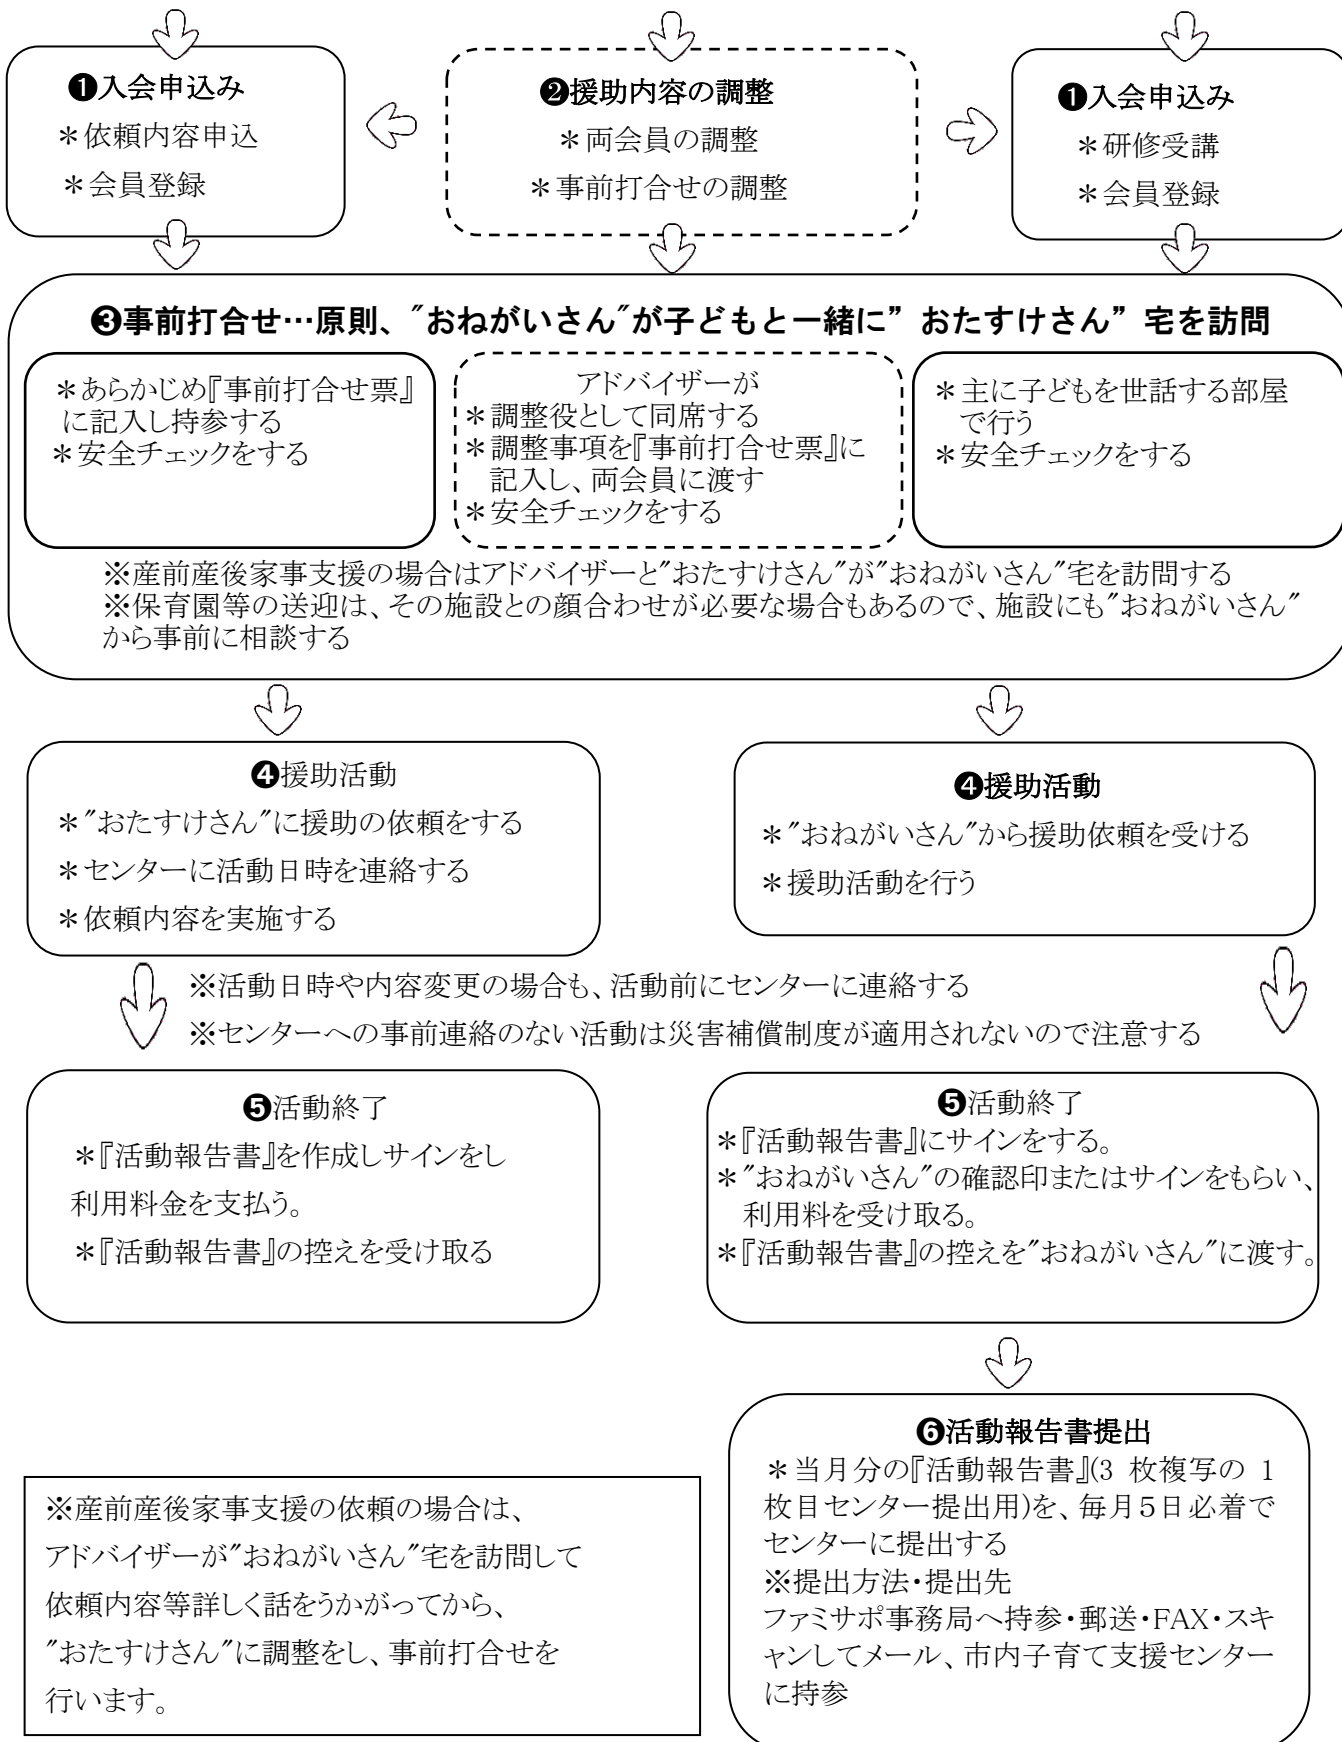 ❶入会申込み
＊依頼内容申込
＊会員登録
❷援助内容の調整
＊両会員の調整
＊事前打合せの調整
❶入会申込み
＊研修受講
＊会員登録
❸事前打合せ…原則、″おねがいさん″が子どもと一緒に”おたすけさん”宅を訪問
＊あらかじめ『事前打合せ票』
に記入し持参する
＊安全チェックをする
アドバイザーが
＊調整役として同席する
＊調整事項を『事前打合せ票』に
記入し、両会員に渡す
＊安全チェックをする
＊主に子どもを世話する部屋
で行う
＊安全チェックをする
※産前産後家事支援の場合はアドバイザーと″おたすけさん″が″おねがいさん″宅を訪問する
※保育園等の送迎は、その施設との顔合わせが必要な場合もあるので、施設にも″おねがいさん″
から事前に相談する
❹援助活動
＊″おたすけさん″に援助の依頼をする
＊センターに活動日時を連絡する
＊依頼内容を実施する
❹援助活動
＊″おねがいさん″から援助依頼を受ける
＊援助活動を行う
※活動日時や内容変更の場合も、活動前にセンターに連絡する
※センターへの事前連絡のない活動は災害補償制度が適用されないので注意する
❺活動終了
＊『活動報告書』を作成しサインをし
利用料金を支払う。
＊『活動報告書』の控えを受け取る
❺活動終了
＊『活動報告書』にサインをする。
＊″おねがいさん″の確認印またはサインをもらい、
利用料を受け取る。
＊『活動報告書』の控えを″おねがいさん″に渡す。
❻活動報告書提出
＊当月分の『活動報告書』(3 枚複写の 1
枚目センター提出用)を、毎月５日必着で
センターに提出する
※提出方法・提出先
ファミサポ事務局へ持参・郵送・FAX・スキ
ャンしてメール、市内子育て支援センター
に持参
※産前産後家事支援の依頼の場合は、
アドバイザーが″おねがいさん″宅を訪問して
依頼内容等詳しく話をうかがってから、
″おたすけさん″に調整をし、事前打合せを
行います。